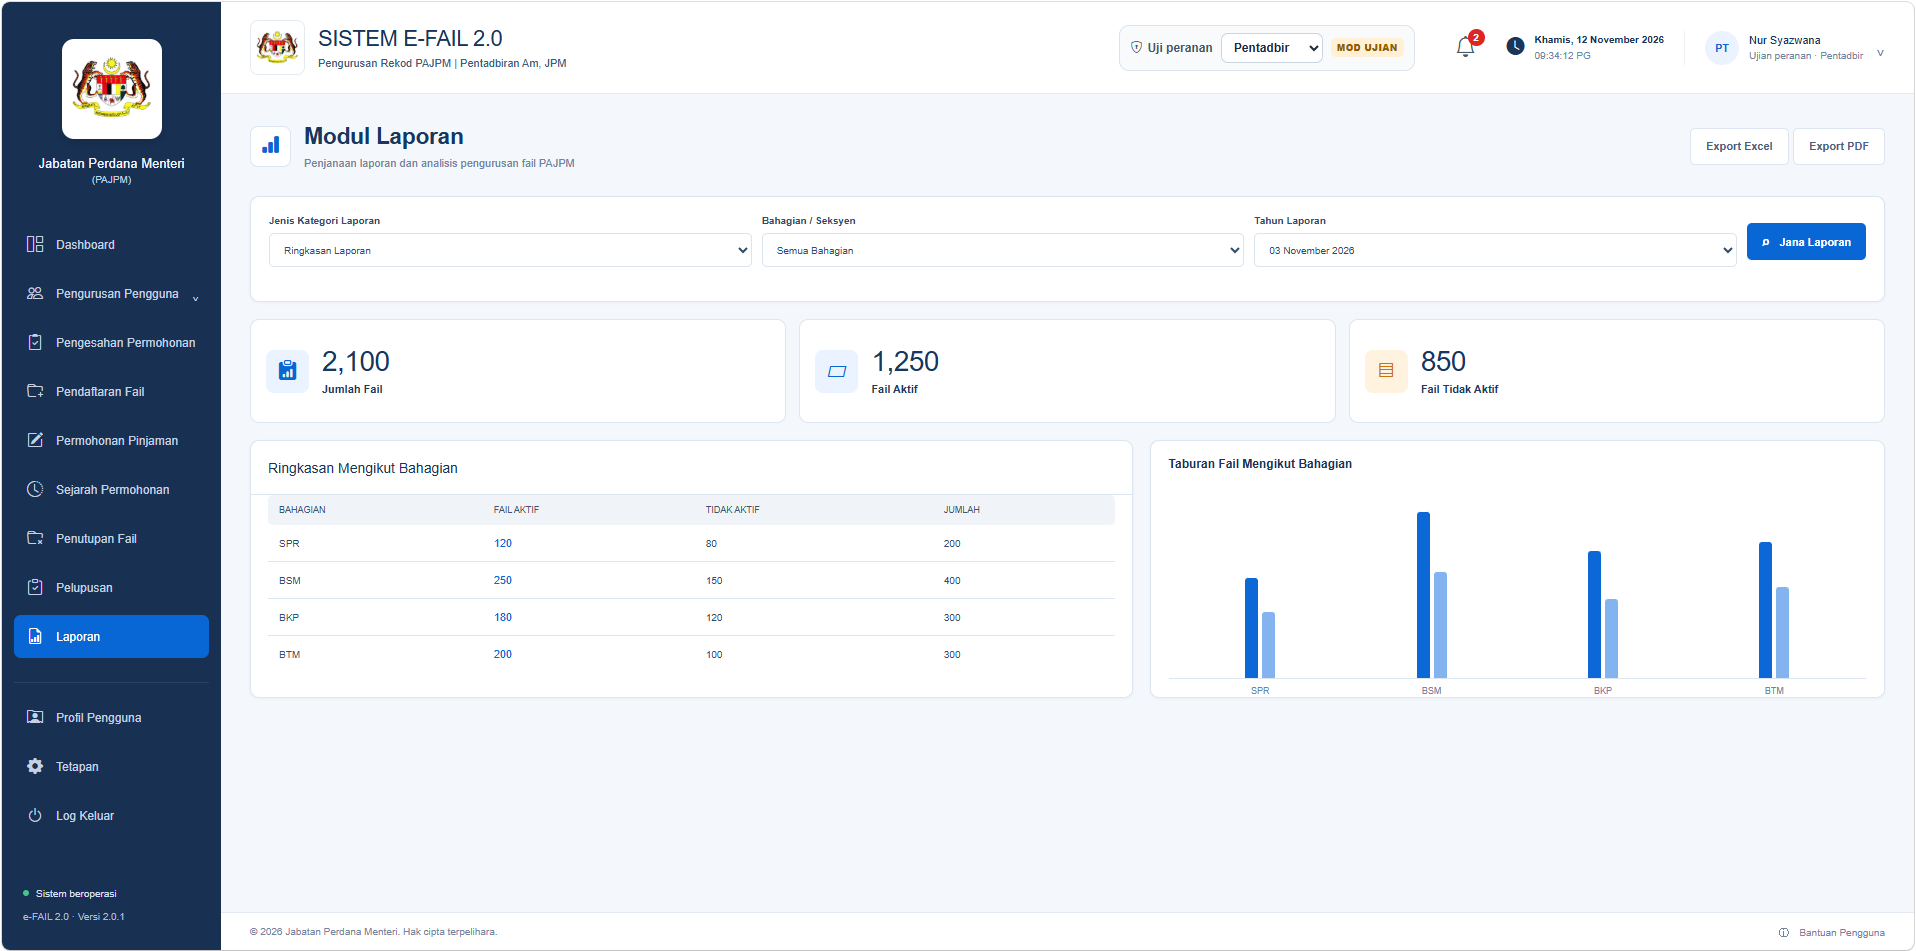 Jabatan Perdana Menteri
(PAJPM)
Dashboard
Pengurusan Pengguna
Pengesahan Permohonan
Pendaftaran Fail
Permohonan Pinjaman
Sejarah Permohonan
Penutupan Fail
Pelupusan
Laporan
Profil Pengguna
Tetapan
Log Keluar
Sistem beroperasi
e-FAIL 2.0 · Versi 2.0.1
SISTEM E-FAIL 2.0
Pengurusan Rekod PAJPM | Pentadbiran Am, JPM
Uji peranan
Pentadbir
MOD UJIAN
2
Khamis, 12 November 2026
09:34:12 PG
PT
Nur Syazwana
Ujian peranan · Pentadbir
Modul Laporan
Penjanaan laporan dan analisis pengurusan fail PAJPM
Export Excel
Export PDF
Jenis Kategori Laporan
Ringkasan Laporan
Bahagian / Seksyen
Semua Bahagian
Tahun Laporan
03 November 2026
Jana Laporan
2,100
Jumlah Fail
1,250
Fail Aktif
850
Fail Tidak Aktif
Ringkasan Mengikut Bahagian
BAHAGIAN FAIL AKTIF TIDAK AKTIF JUMLAH
SPR 120 80 200
BSM 250 150 400
BKP 180 120 300
BTM 200 100 300
Taburan Fail Mengikut Bahagian
SPR BSM BKP BTM
© 2026 Jabatan Perdana Menteri. Hak cipta terpelihara.
Bantuan Pengguna